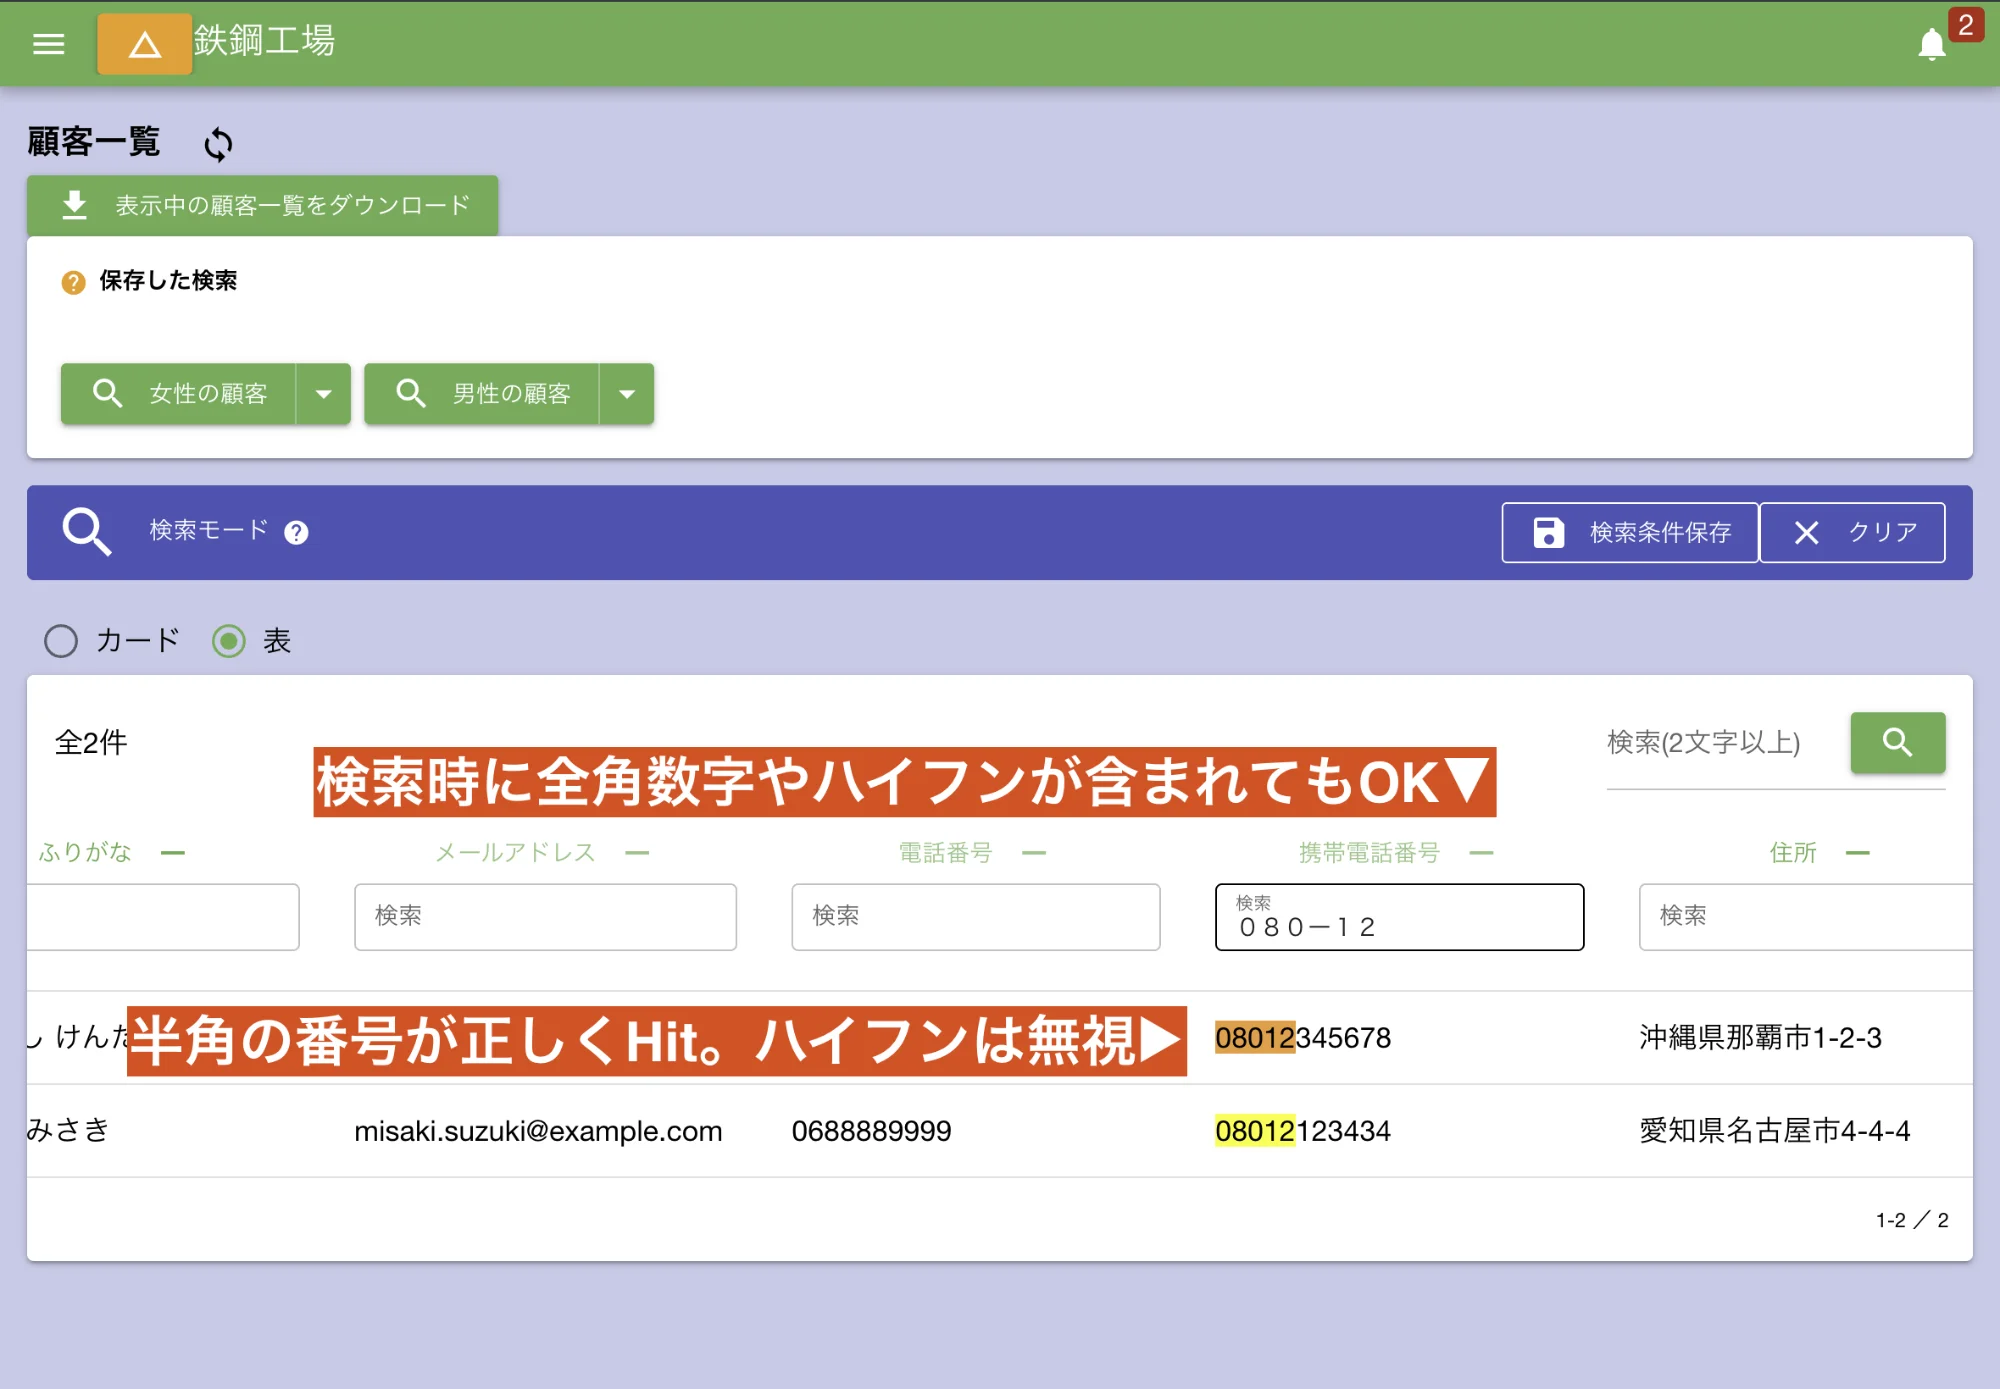 △鉄鋼工場
2
顧客一覧
表示中の顧客一覧をダウンロード
? 保存した検索
女性の顧客
男性の顧客
検索モード ?
検索条件保存
クリア
カード
表
全2件
検索(2文字以上)
検索時に全角数字やハイフンが含まれてもOK▼
ふりがな メールアドレス 電話番号 携帯電話番号 住所
検索 検索 検索 検索
０８０ー１２
し けんた
半角の番号が正しくHit。ハイフンは無視▶
08012345678 沖縄県那覇市1-2-3
みさき misaki.suzuki@example.com 0688889999 08012123434 愛知県名古屋市4-4-4
1-2 ／ 2